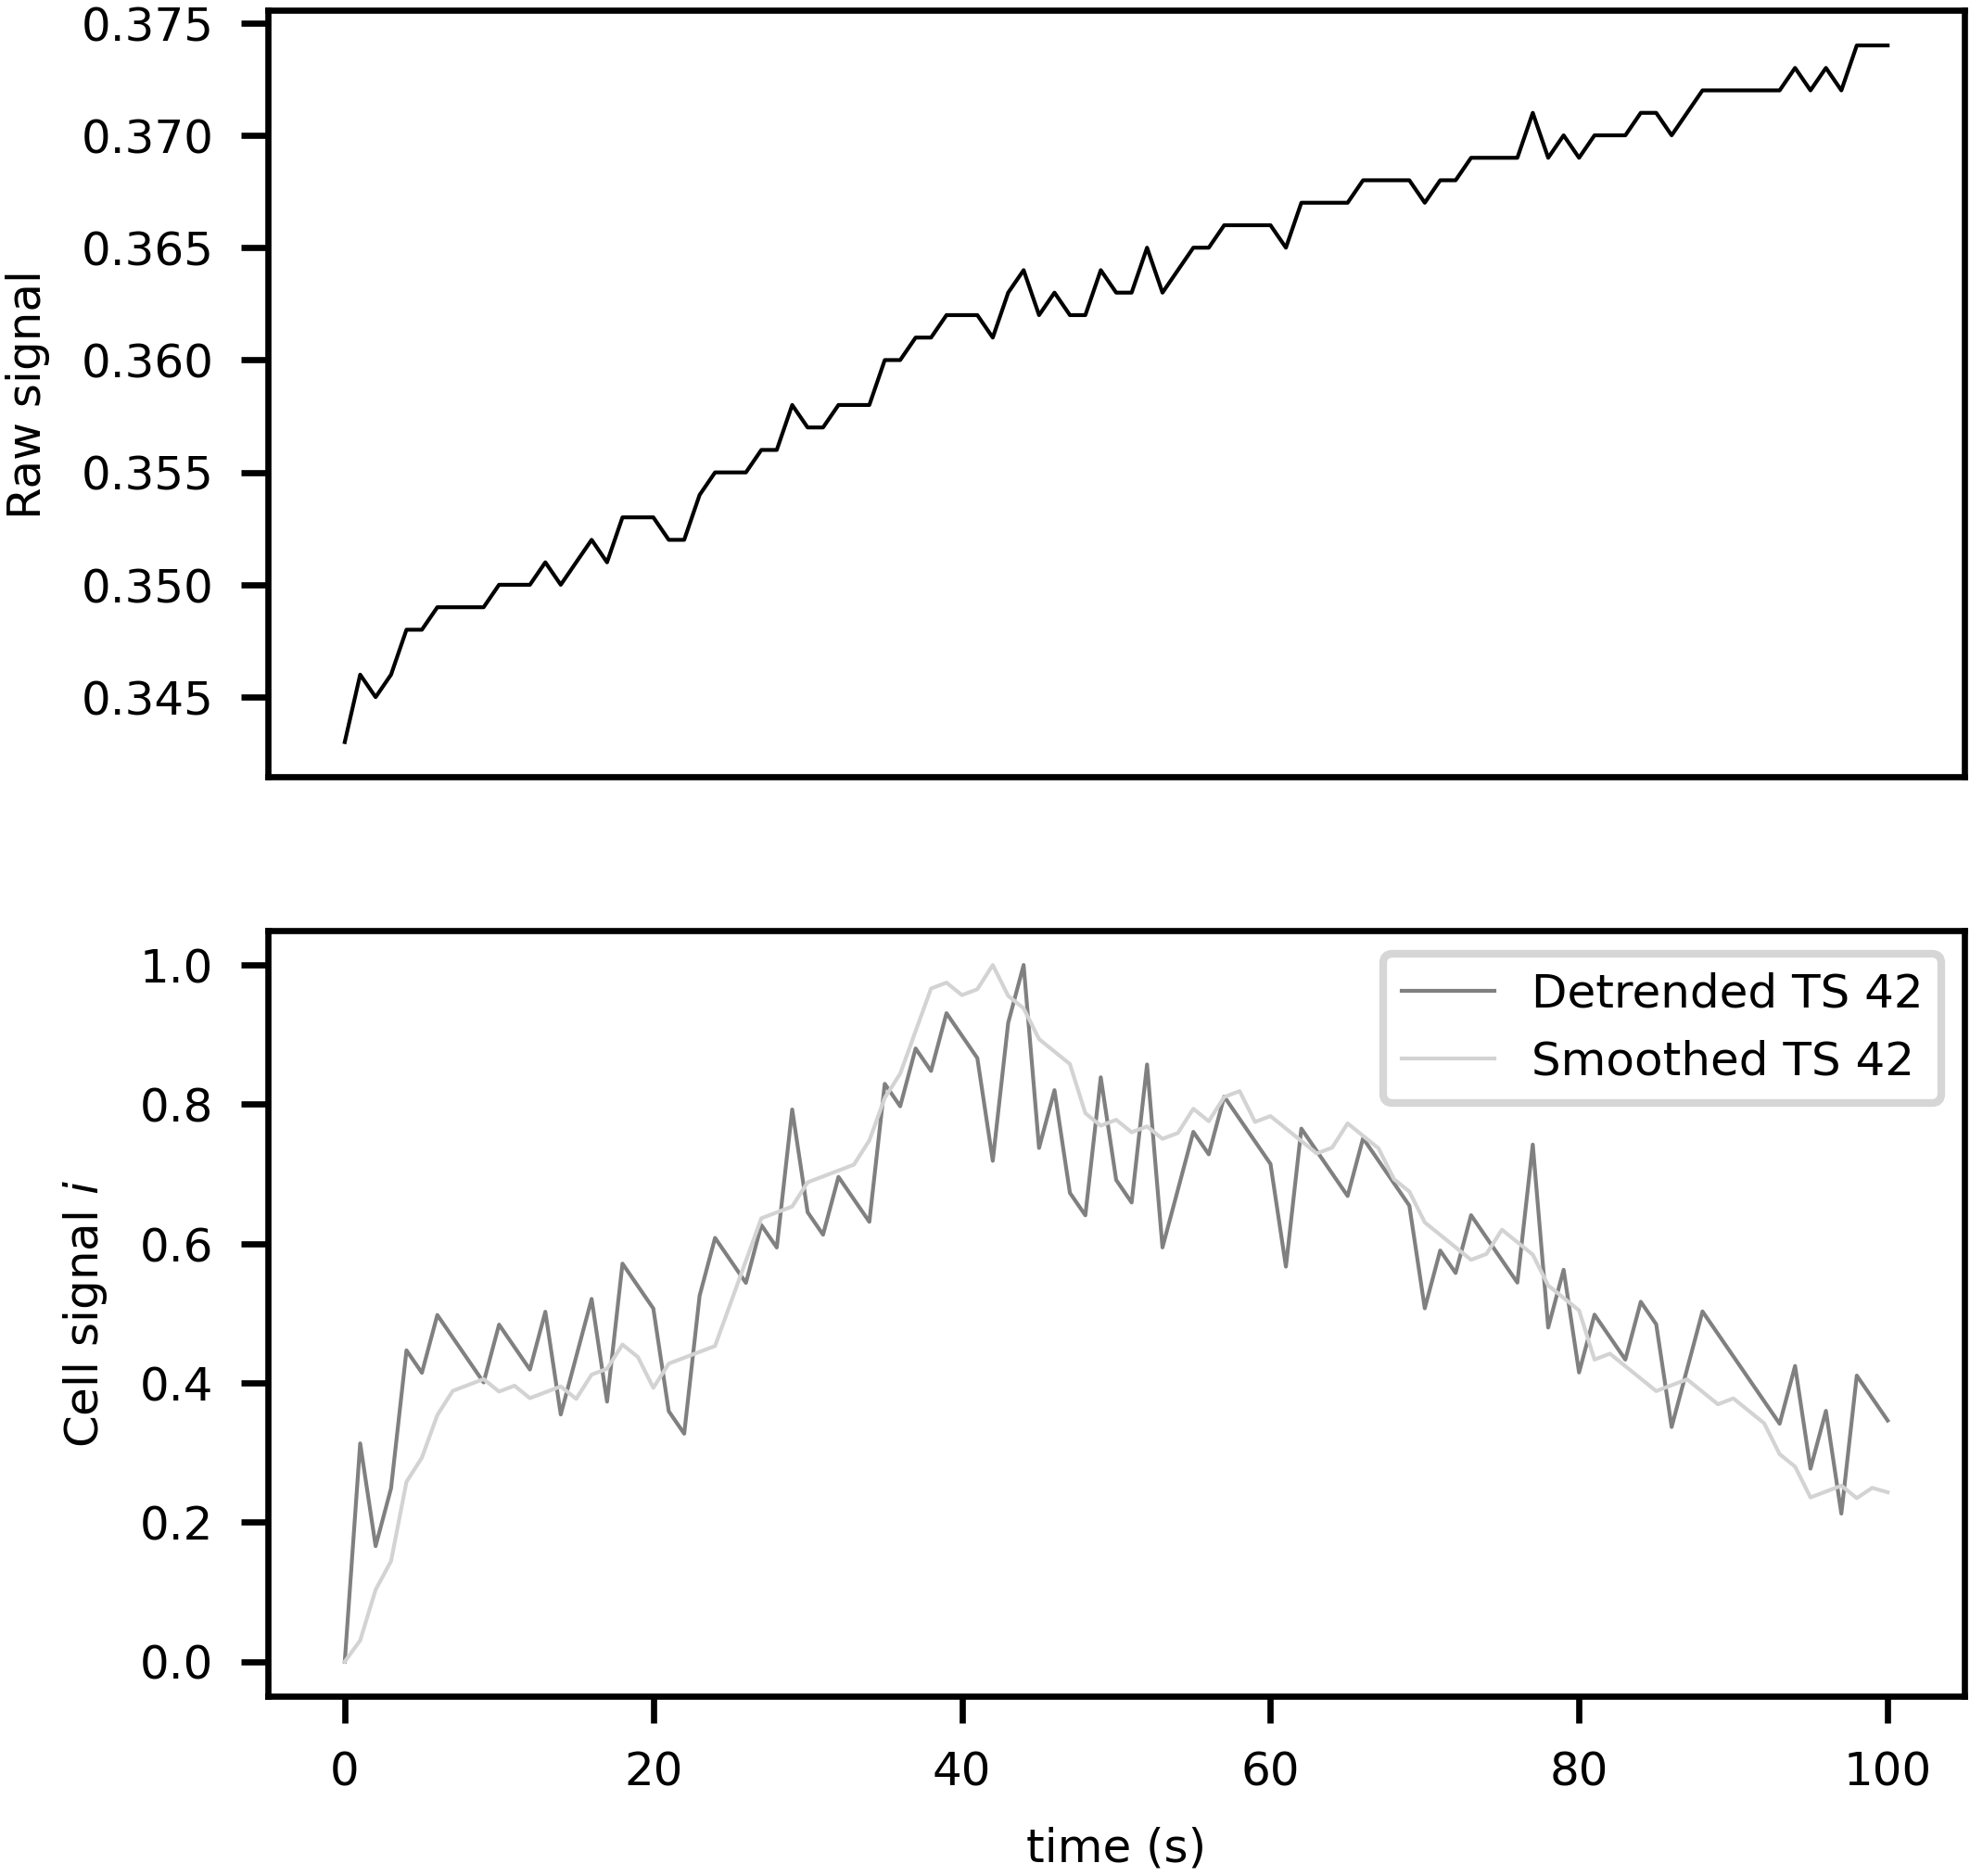 Raw signal
0.375
0.370
0.365
0.360
0.355
0.350
0.345
Cell signal i
1.0
0.8
0.6
0.4
0.2
0.0
Detrended TS 42
Smoothed TS 42
0 20 40 60 80 100
time (s)